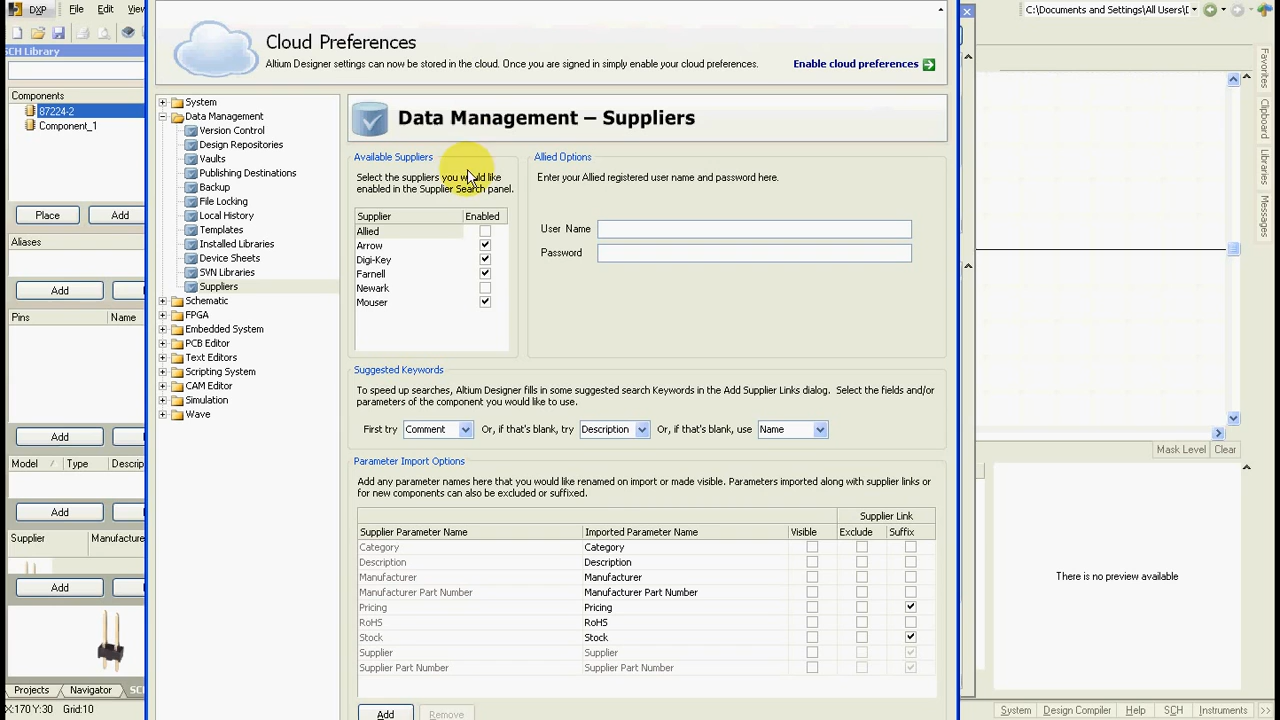 DXP File Edit
C:\Documents and Settings\All Users\D
SCH Library
Components
87224-2
Component_1
Place Add
Aliases
Add
Pins Name
Add
Model / Type Descrip
Add
Supplier Manufacture
Add
Projects Navigator SC
X:170 Y:30 Grid:10
Cloud Preferences
Altium Designer settings can now be stored in the cloud. Once you are signed in simply enable your cloud preferences.
Enable cloud preferences
System
Data Management
Version Control
Design Repositories
Vaults
Publishing Destinations
Backup
File Locking
Local History
Templates
Installed Libraries
Device Sheets
SVN Libraries
Suppliers
Schematic
FPGA
Embedded System
PCB Editor
Text Editors
Scripting System
CAM Editor
Simulation
Wave
Data Management – Suppliers
Available Suppliers
Select the suppliers you would like
enabled in the Supplier Search panel.
Supplier Enabled
Allied
Arrow
Digi-Key
Farnell
Newark
Mouser
Allied Options
Enter your Allied registered user name and password here.
User Name
Password
Suggested Keywords
To speed up searches, Altium Designer fills in some suggested search Keywords in the Add Supplier Links dialog. Select the fields and/or
parameters of the component you would like to use.
First try Comment Or, if that's blank, try Description Or, if that's blank, use Name
Parameter Import Options
Add any parameter names here that you would like renamed on import or made visible. Parameters imported along with supplier links or
for new components can also be excluded or suffixed.
Supplier Link
Supplier Parameter Name Imported Parameter Name Visible Exclude Suffix
Category Category
Description Description
Manufacturer Manufacturer
Manufacturer Part Number Manufacturer Part Number
Pricing Pricing
RoHS RoHS
Stock Stock
Supplier Supplier
Supplier Part Number Supplier Part Number
Add Remove
Favorites
Clipboard
Libraries
Messages
Mask Level Clear
There is no preview available
System Design Compiler Help SCH Instruments >>